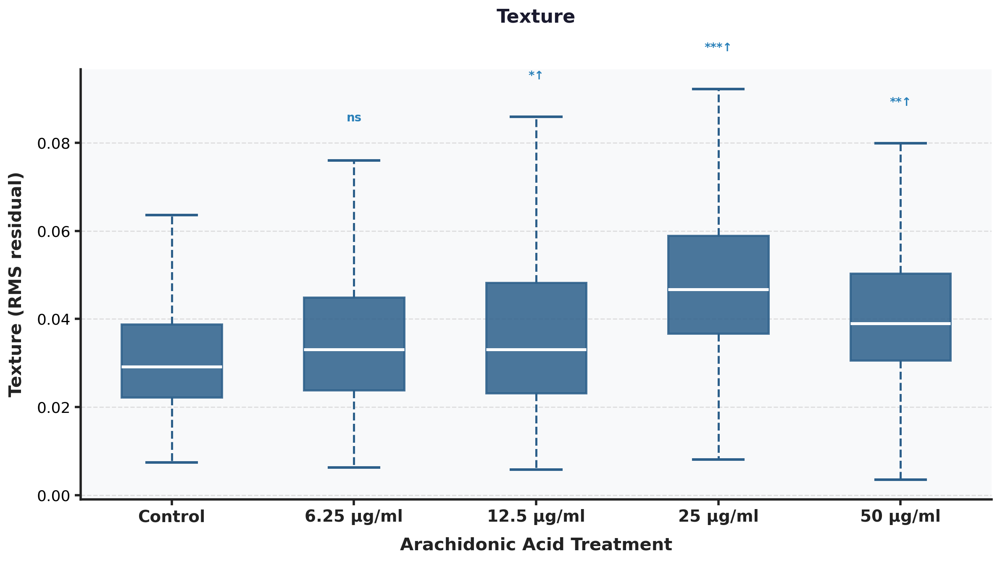 Texture
***↑
*↑
**↑
ns
0.08
0.06
0.04
0.02
0.00
Texture (RMS residual)
Control
6.25 μg/ml
12.5 μg/ml
25 μg/ml
50 μg/ml
Arachidonic Acid Treatment